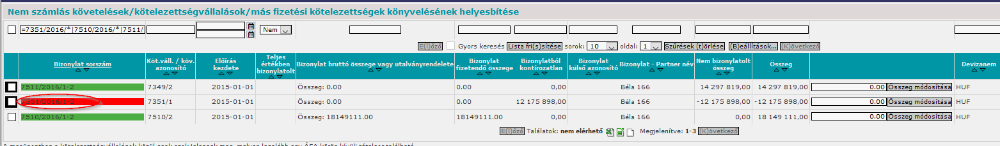 Nem számlás követelések/kötelezettségvállalások/más fizetési kötelezettségek könyvelésének helyesbítése
=7351/2016/*|7510/2016/*|7511/ Nem
E(l)őző Gyors keresés Lista fri(s)sítése sorok: 10 oldal: 1 Szűrések (t)örlése (B)eállítások... (K)övetkező
Bizonylat sorszám Köt.váll. / köv. azonosító Előírás kezdete Teljes értékben bizonylatolt Bizonylat bruttó összege vagy utalványrendelete Bizonylat fizetendő összege Bizonylatból kontírozatlan Bizonylat külső azonosító Bizonylat - Partner név Nem bizonylatolt összeg Összeg Devizanem
7511/2016/1-2 7349/2 2015-01-01 Összeg: 0.00 0.00 0,00 Béla 166 14 297 819,00 14 297 819,00 0.00 Összeg módosítása HUF
7351/2016/1-2 7351/1 2015-01-01 Összeg: 0.00 0.00 12 175 898,00 Béla 166 -12 175 898,00 -12 175 898,00 0.00 Összeg módosítása HUF
7510/2016/1-2 7510/2 2015-01-01 Összeg: 18149111.00 18149111.00 0,00 Béla 166 0,00 18 149 111,00 0.00 Összeg módosítása HUF
E(l)őző Találatok: nem elérhető Megjelenítve: 1-3 (K)övetkező